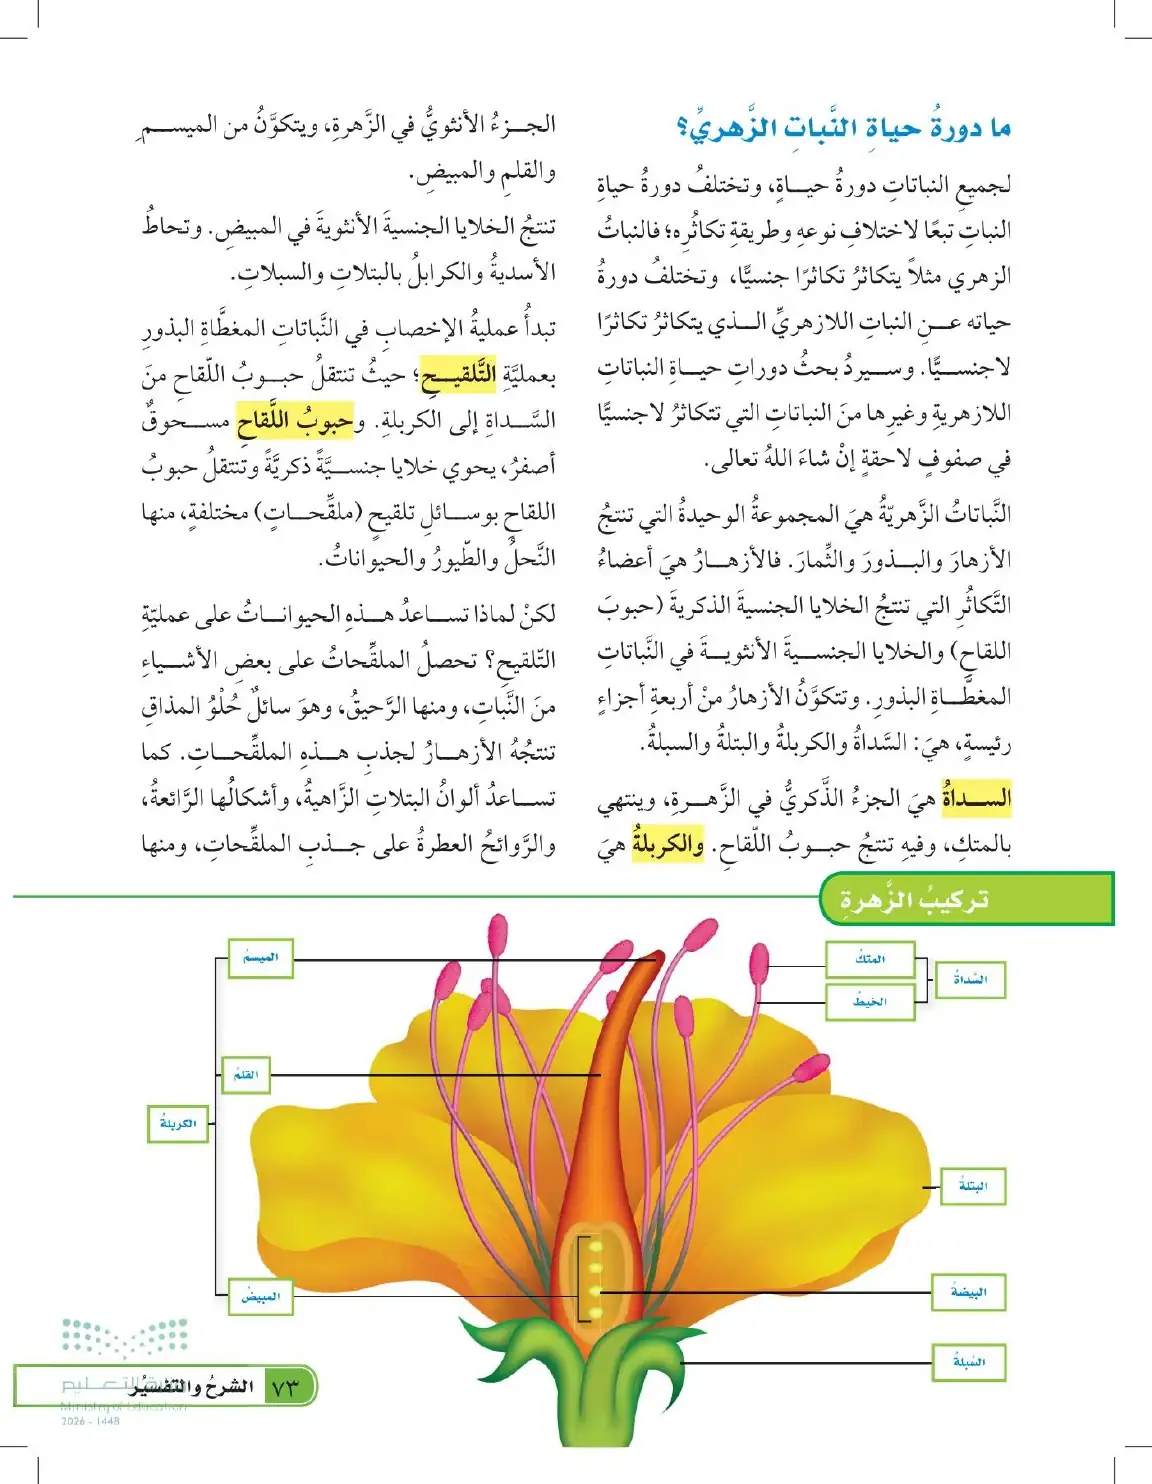 ما دورةُ حياةِ النَّباتِ الزَّهريِّ؟
لجميعِ النباتاتِ دورةُ حيـاةٍ، وتختلفُ دورةُ حياةِ
النباتِ تبعًا لاختلافِ نوعهِ وطريقةِ تكاثُرِه؛ فالنباتُ
الزهري مثلاً يتكاثرُ تكاثرًا جنسيًّا، وتختلفُ دورةُ
حياته عـنِ النباتِ اللازهريِّ الـذي يتكاثرُ تكاثرًا
لاجنسـيًّا. وسـيردُ بحثُ دوراتِ حيـاةِ النباتاتِ
اللازهريةِ وغيرِها منَ النباتاتِ التي تتكاثرُ لاجنسيًّا
في صفوفٍ لاحقةٍ إنْ شاءَ اللهُ تعالى.
النَّباتاتُ الزَّهريّةُ هيَ المجموعةُ الوحيدةُ التي تنتجُ
الأزهارَ والبـذورَ والثِّمارَ. فالأزهـارُ هيَ أعضاءُ
التَّكاثُرِ التي تنتجُ الخلايا الجنسيةَ الذكريةَ (حبوبَ
اللقاحِ) والخلايا الجنسـيةَ الأنثويـةَ في النَّباتاتِ
المغطَّـاةِ البذورِ. وتتكوَّنُ الأزهارُ منْ أربعةِ أجزاءٍ
رئيسةٍ، هيَ: السَّداةُ والكربلةُ والبتلةُ والسبلةُ.
السـداةُ هيَ الجزءُ الذَّكريُّ في الزَّهـرةِ، وينتهي
بالمتكِ، وفيهِ تنتجُ حبـوبُ اللّقاحِ. والكربلةُ هيَ
الجـزءُ الأنثويُّ في الزَّهرةِ، ويتكوَّنُ من الميسـمِ
والقلمِ والمبيضِ.
تنتجُ الخلايا الجنسيةَ الأنثويةَ في المبيضِ. وتحاطُ
الأسديةُ والكرابلُ بالبتلاتِ والسبلاتِ.
تبدأُ عمليةُ الإخصابِ في النَّباتاتِ المغطَّاةِ البذورِ
بعمليَّةِ التَّلقيـحِ؛ حيثُ تنتقلُ حبـوبُ اللّقاحِ منَ
السَّـداةِ إلى الكربلةِ. وحبوبُ اللَّقاحِ مسـحوقٌ
أصفرُ، يحوي خلايا جنسـيَّةً ذكريَّةً وتنتقلُ حبوبُ
اللقاحِ بوسـائلِ تلقيحٍ (ملقِّحـاتٍ) مختلفةٍ، منها
النَّحلُ والطّيورُ والحيواناتُ.
لكنْ لماذا تسـاعدُ هـذهِ الحيوانـاتُ على عمليّةِ
التّلقيحِ؟ تحصلُ الملقِّحاتُ على بعضِ الأشـياءِ
منَ النَّباتِ، ومنها الرَّحيقُ، وهوَ سائلٌ حُلْوُ المذاقِ
تنتجُهُ الأزهـارُ لجذبِ هـذهِ الملقِّحـاتِ. كما
تسـاعدُ ألوانُ البتلاتِ الزَّاهيةُ، وأشكالُها الرَّائعةُ،
والرَّوائحُ العطرةُ على جـذبِ الملقِّحاتِ، ومنها
تركيبُ الزَّهرةِ
السَّداةُ
المتكُ
الخيطُ
البتلةُ
البيضةُ
السَّبلةُ
الميسمُ
القلمُ
الكربلةُ
المبيضُ
وزارة التعليم
Ministry of Education
2026 - 1448
الشرحُ والتفسيرُ ٧٣